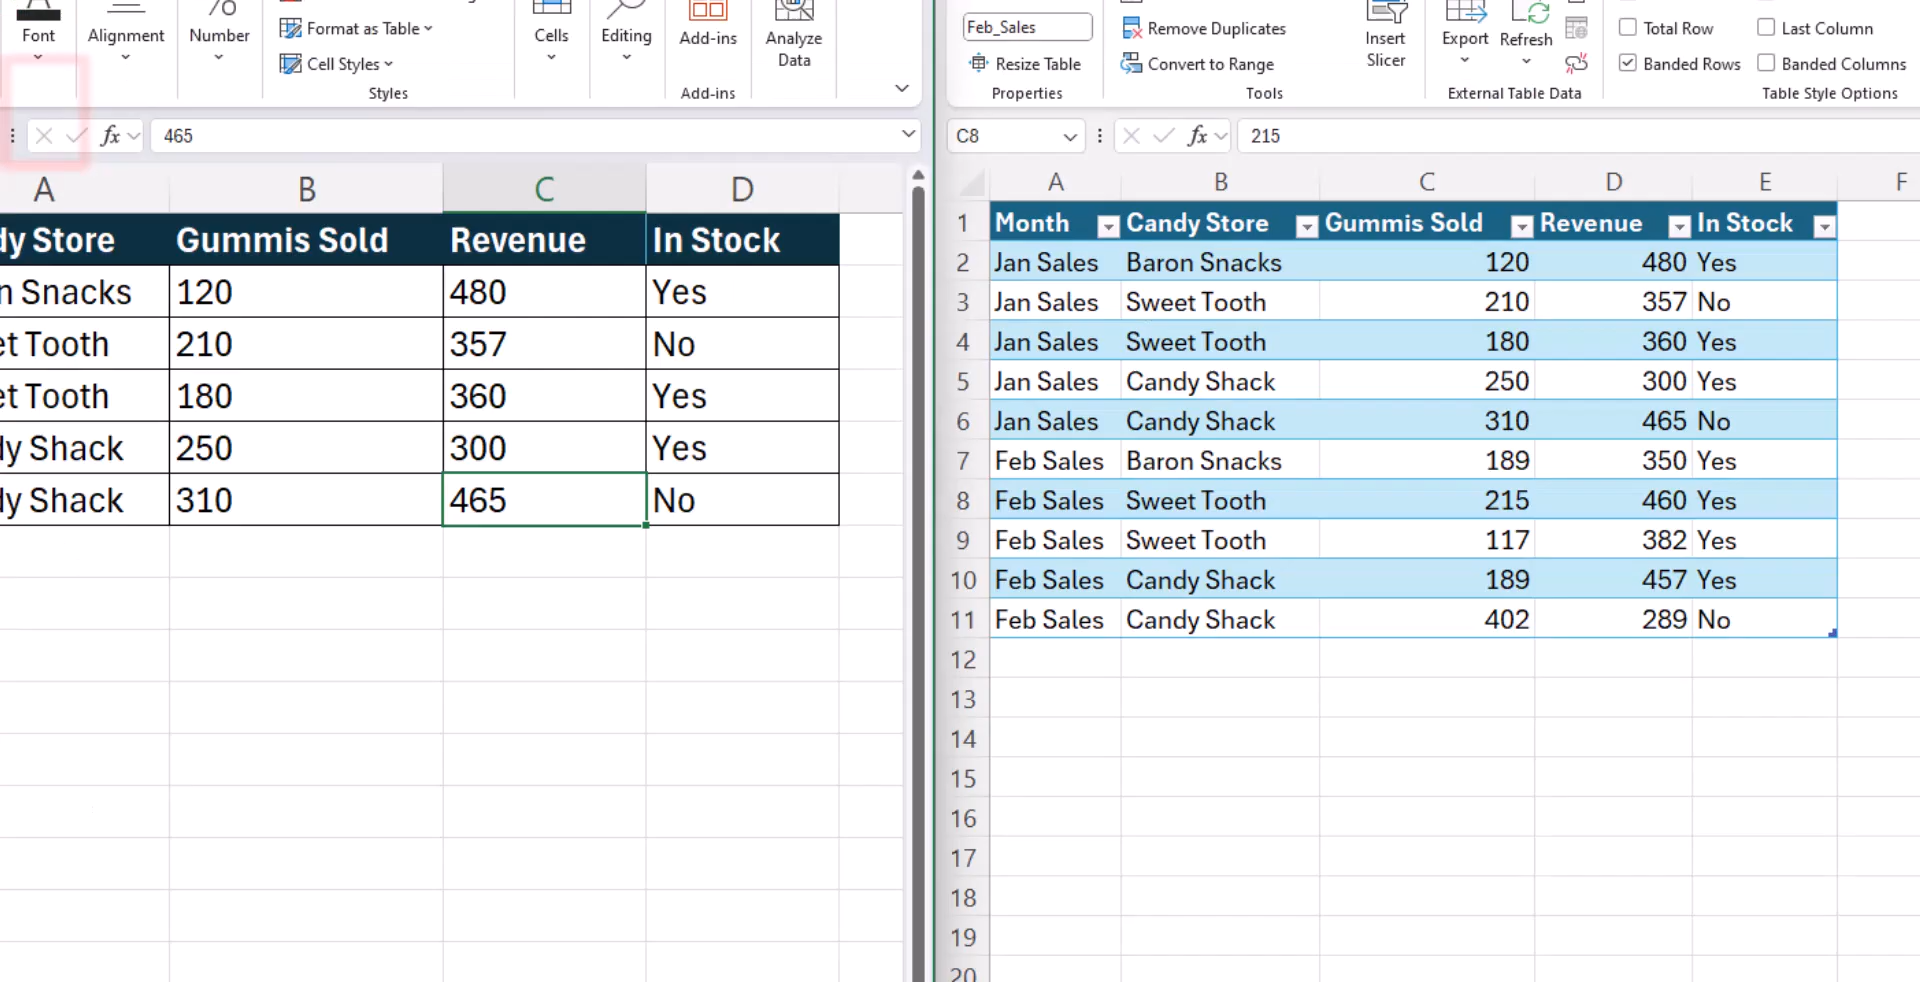 Font
Alignment
Number
Format as Table
Cell Styles
Styles
Cells
Editing
Add-ins
Add-ins
Analyze
Data
fx
465
A B C D
dy Store Gummis Sold Revenue In Stock
n Snacks 120 480 Yes
et Tooth 210 357 No
et Tooth 180 360 Yes
dy Shack 250 300 Yes
dy Shack 310 465 No
Feb_Sales
Resize Table
Properties
Remove Duplicates
Convert to Range
Tools
Insert
Slicer
Export
Refresh
External Table Data
Total Row
Last Column
Banded Rows
Banded Columns
Table Style Options
C8
fx
215
A B C D E F
1 Month Candy Store Gummis Sold Revenue In Stock
2 Jan Sales Baron Snacks 120 480 Yes
3 Jan Sales Sweet Tooth 210 357 No
4 Jan Sales Sweet Tooth 180 360 Yes
5 Jan Sales Candy Shack 250 300 Yes
6 Jan Sales Candy Shack 310 465 No
7 Feb Sales Baron Snacks 189 350 Yes
8 Feb Sales Sweet Tooth 215 460 Yes
9 Feb Sales Sweet Tooth 117 382 Yes
10 Feb Sales Candy Shack 189 457 Yes
11 Feb Sales Candy Shack 402 289 No
12
13
14
15
16
17
18
19
20